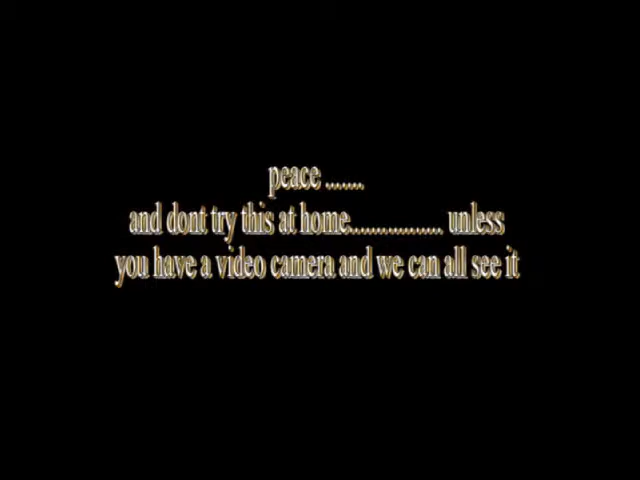 peace .......
and dont try this at home................. unless
you have a video camera and we can all see it